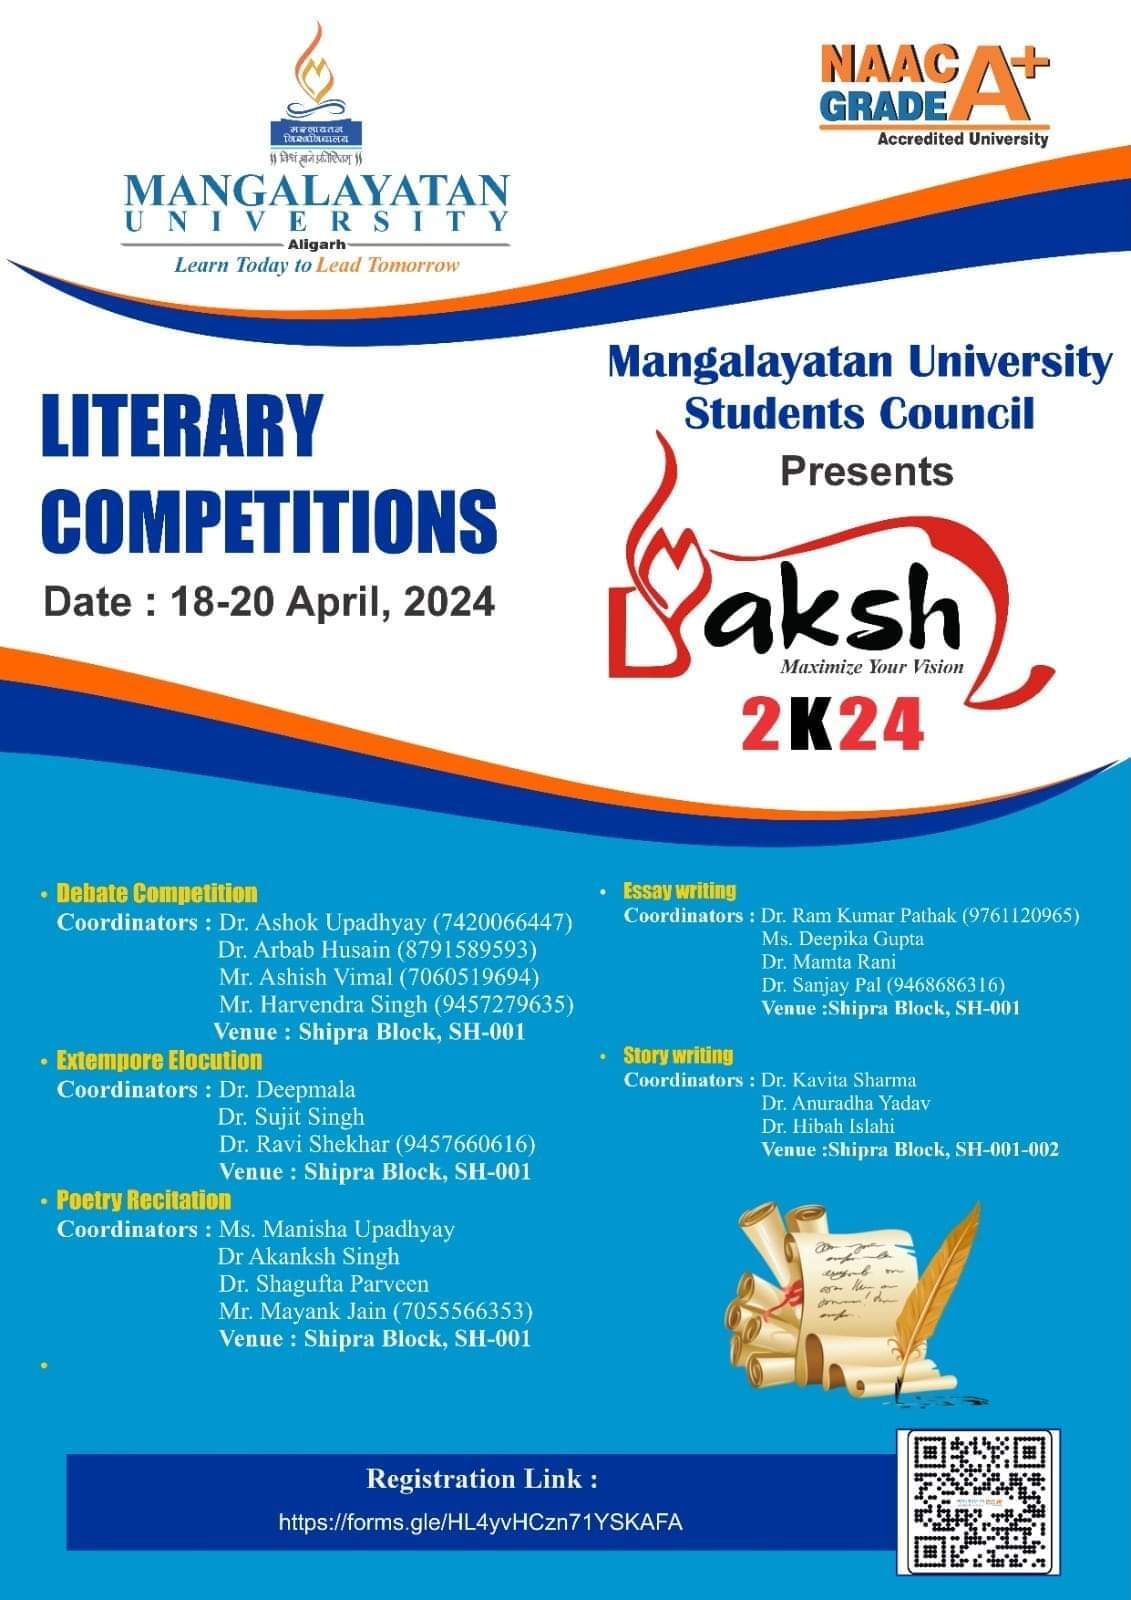 मङ्गलायतन
विश्वविद्यालय
MANGALAYATAN
UNIVERSITY
Aligarh
Learn Today to Lead Tomorrow
NAAC
GRADE A+
Accredited University
LITERARY
COMPETITIONS
Date : 18-20 April, 2024
Mangalayatan University
Students Council
Presents
Daksh
Maximize Your Vision
2K24
• Debate Competition
Coordinators : Dr. Ashok Upadhyay (7420066447)
Dr. Arbab Husain (8791589593)
Mr. Ashish Vimal (7060519694)
Mr. Harvendra Singh (9457279635)
Venue : Shipra Block, SH-001
• Extempore Elocution
Coordinators : Dr. Deepmala
Dr. Sujit Singh
Dr. Ravi Shekhar (9457660616)
Venue : Shipra Block, SH-001
• Poetry Recitation
Coordinators : Ms. Manisha Upadhyay
Dr Akanksh Singh
Dr. Shagufta Parveen
Mr. Mayank Jain (7055566353)
Venue : Shipra Block, SH-001
•
• Essay writing
Coordinators : Dr. Ram Kumar Pathak (9761120965)
Ms. Deepika Gupta
Dr. Mamta Rani
Dr. Sanjay Pal (9468686316)
Venue :Shipra Block, SH-001
• Story writing
Coordinators : Dr. Kavita Sharma
Dr. Anuradha Yadav
Dr. Hibah Islahi
Venue :Shipra Block, SH-001-002
Registration Link :
https://forms.gle/HL4yvHCzn71YSKAFA